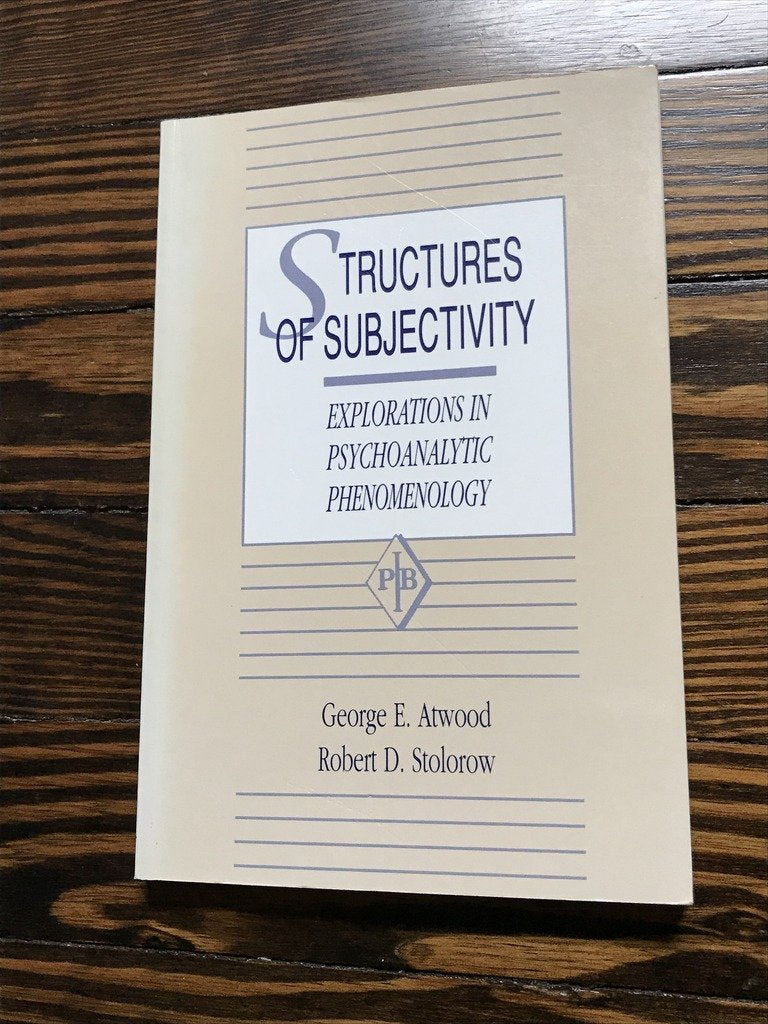 STRUCTURES
OF SUBJECTIVITY
EXPLORATIONS IN
PSYCHOANALYTIC
PHENOMENOLOGY
PIB
George E. Atwood
Robert D. Stolorow